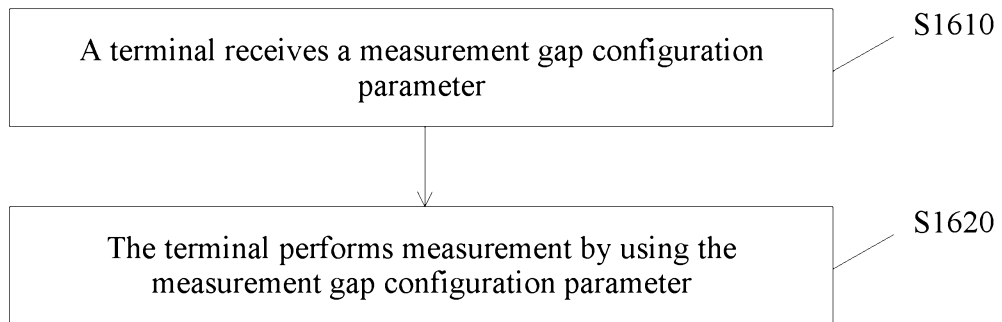 S1610
A terminal receives a measurement gap configuration
parameter
S1620
The terminal performs measurement by using the
measurement gap configuration parameter